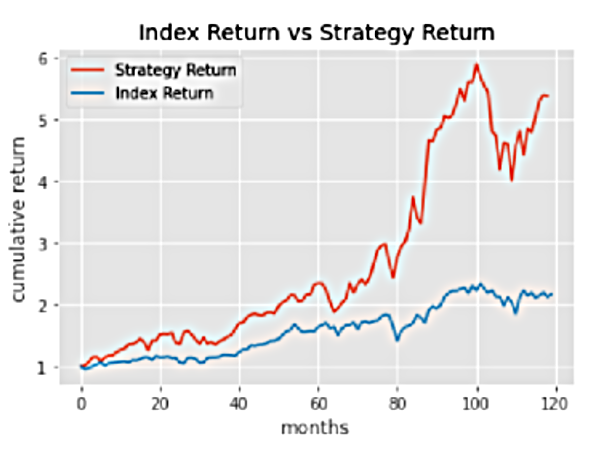 Index Return vs Strategy Return
Strategy Return
Index Return
cumulative return
6
5
4
3
2
1
0 20 40 60 80 100 120
months